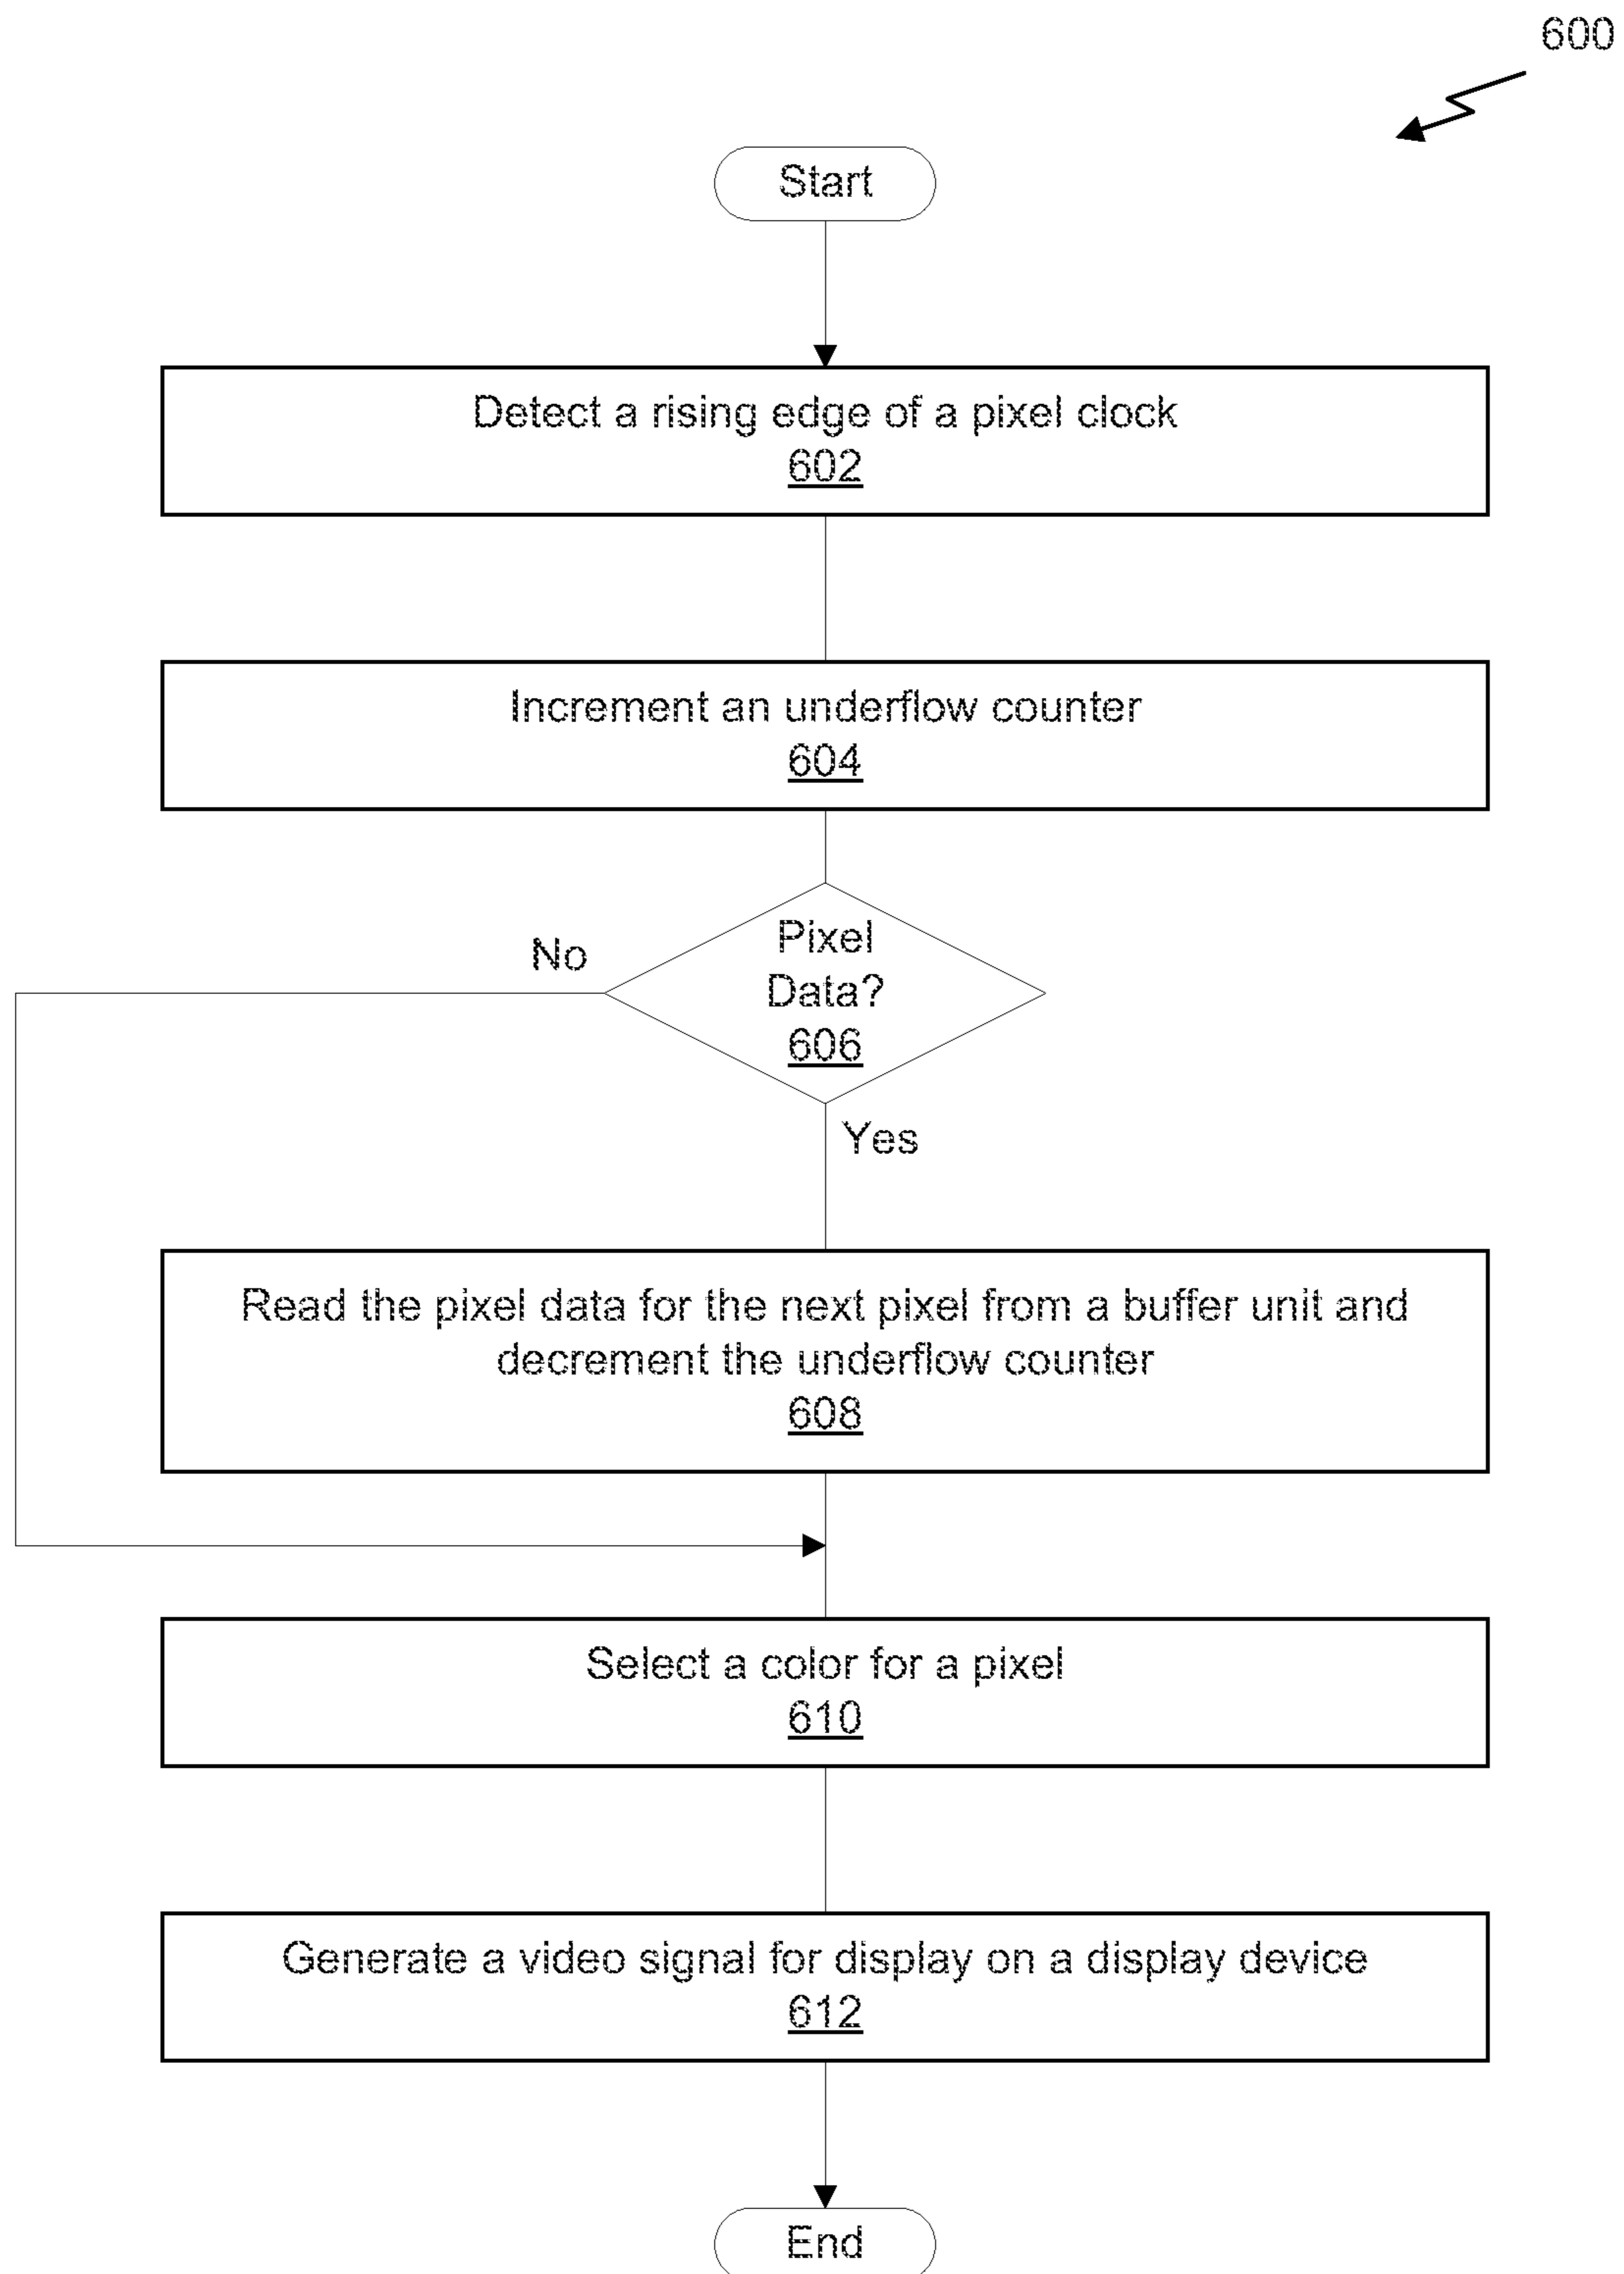 600
Start
Detect a rising edge of a pixel clock
602
Increment an underflow counter
604
No
Pixel
Data?
606
Yes
Read the pixel data for the next pixel from a buffer unit and
decrement the underflow counter
608
Select a color for a pixel
610
Generate a video signal for display on a display device
612
End